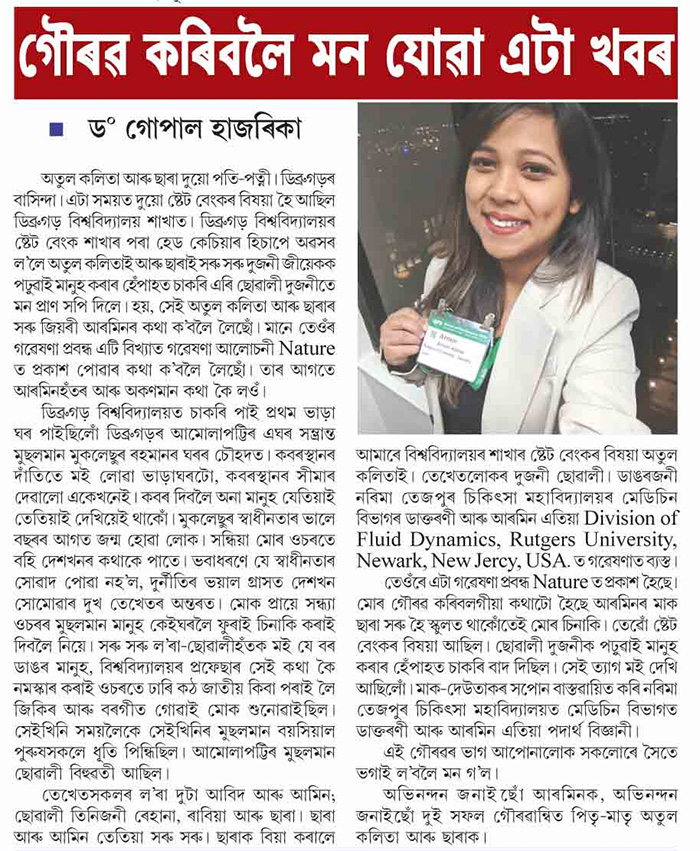 গৌৰৱ কৰিবলৈ মন যোৱা এটা খবৰ
ড° গোপাল হাজৰিকা
অতুল কলিতা আৰু ছাৰা দুয়ো পতি-পত্নী। ডিব্ৰুগড়ৰ
বাসিন্দা। এটা সময়ত দুয়ো ষ্টেট বেংকৰ বিষয়া হৈ আছিল
ডিব্ৰুগড় বিশ্ববিদ্যালয় শাখাত। ডিব্ৰুগড় বিশ্ববিদ্যালয়ৰ
ষ্টেট বেংক শাখাৰ পৰা হেড কেচিয়াৰ হিচাপে অৱসৰ
ল'লে অতুল কলিতাই আৰু ছাৰাই সৰু সৰু দুজনী জীয়েকক
পঢ়ুৱাই মানুহ কৰাৰ হেঁপাহত চাকৰি এৰি ছোৱালী দুজনীতে
মন প্ৰাণ সপি দিলে। হয়, সেই অতুল কলিতা আৰু ছাৰাৰ
সৰু জিয়ৰী আৰমিনৰ কথা ক'বলৈ লৈছোঁ। মানে তেওঁৰ
গৱেষণা প্ৰবন্ধ এটি বিখ্যাত গৱেষণা আলোচনী Nature
ত প্ৰকাশ পোৱাৰ কথা ক'বলৈ লৈছোঁ। তাৰ আগতে
আৰমিনহঁতৰ আৰু অকণমান কথা কৈ লওঁ।
ডিব্ৰুগড় বিশ্ববিদ্যালয়ত চাকৰি পাই প্ৰথম ভাড়া
ঘৰ পাইছিলোঁ ডিব্ৰুগড়ৰ আমোলাপট্টিৰ এঘৰ সম্ভ্ৰান্ত
মুছলমান মুকলেছুৰ ৰহমানৰ ঘৰৰ চৌহদত। কবৰস্থানৰ
দাঁতিতে মই লোৱা ভাড়াঘৰটো, কবৰস্থানৰ সীমাৰ
দেৱালো একেখনেই। কবৰ দিবলৈ অনা মানুহ যেতিয়াই
তেতিয়াই দেখিয়েই থাকোঁ। মুকলেছুৰ স্বাধীনতাৰ ভালে
বছৰৰ আগত জন্ম হোৱা লোক। সন্ধিয়া মোৰ ওচৰতে
বহি দেশখনৰ কথাকে পাতে। ভবাধৰণে যে স্বাধীনতাৰ
সোৱাদ পোৱা নহ'ল, দুৰ্নীতিৰ ভয়াল গ্ৰাসত দেশখন
সোমোৱাৰ দুখ তেখেতৰ অন্তৰত। মোক প্ৰায়ে সন্ধ্যা
ওচৰৰ মুছলমান মানুহ কেইঘৰলৈ ফুৰাই চিনাকি কৰাই
দিবলৈ নিয়ে। সৰু সৰু ল'ৰা-ছোৱালীহঁতক মই যে বৰ
ডাঙৰ মানুহ, বিশ্ববিদ্যালয়ৰ প্ৰফেছাৰ সেই কথা কৈ
নমস্কাৰ কৰাই ওচৰতে ঢাৰি কঠ জাতীয় কিবা পৰাই লৈ
জিকিৰ আৰু বৰগীত গোৱাই মোক শুনোৱাইছিল।
সেইখিনি সময়লৈকে সেইখিনিৰ মুছলমান বয়সিয়াল
পুৰুষসকলে ধূতি পিন্ধিছিল। আমোলাপট্টিৰ মুছলমান
ছোৱালী বিহুৱতী আছিল।
তেখেতসকলৰ ল'ৰা দুটা আবিদ আৰু আমিন;
ছোৱালী তিনিজনী ৰেহানা, ৰাবিয়া আৰু ছাৰা। ছাৰা
আৰু আমিন তেতিয়া সৰু সৰু। ছাৰাক বিয়া কৰালে
আমাৰে বিশ্ববিদ্যালয়ৰ শাখাৰ ষ্টেট বেংকৰ বিষয়া অতুল
কলিতাই। তেখেতলোকৰ দুজনী ছোৱালী। ডাঙৰজনী
নৰিমা তেজপুৰ চিকিৎসা মহাবিদ্যালয়ৰ মেডিচিন
বিভাগৰ ডাক্তৰণী আৰু আৰমিন এতিয়া Division of
Fluid Dynamics, Rutgers University,
Newark, New Jercy, USA. ত গৱেষণাত ব্যস্ত।
তেওঁৰে এটা গৱেষণা প্ৰবন্ধ Nature ত প্ৰকাশ হৈছে।
মোৰ গৌৰৱ কৰিবলগীয়া কথাটো হৈছে আৰমিনৰ মাক
ছাৰা সৰু হৈ স্কুলত থাকোঁতেই মোৰ চিনাকি। তেৱোঁ ষ্টেট
বেংকৰ বিষয়া আছিল। ছোৱালী দুজনীক পঢ়ুৱাই মানুহ
কৰাৰ হেঁপাহত চাকৰি বাদ দিছিল। সেই ত্যাগ মই দেখি
আছিলোঁ। মাক-দেউতাকৰ সপোন বাস্তৱায়িত কৰি নৰিমা
তেজপুৰ চিকিৎসা মহাবিদ্যালয়ত মেডিচিন বিভাগত
ডাক্তৰণী আৰু আৰমিন এতিয়া পদাৰ্থ বিজ্ঞানী।
এই গৌৰৱৰ ভাগ আপোনালোক সকলোৰে সৈতে
ভগাই ল'বলৈ মন গ'ল।
অভিনন্দন জনাইছোঁ আৰমিনক, অভিনন্দন
জনাইছোঁ দুই সফল গৌৰৱান্বিত পিতৃ-মাতৃ অতুল
কলিতা আৰু ছাৰাক।